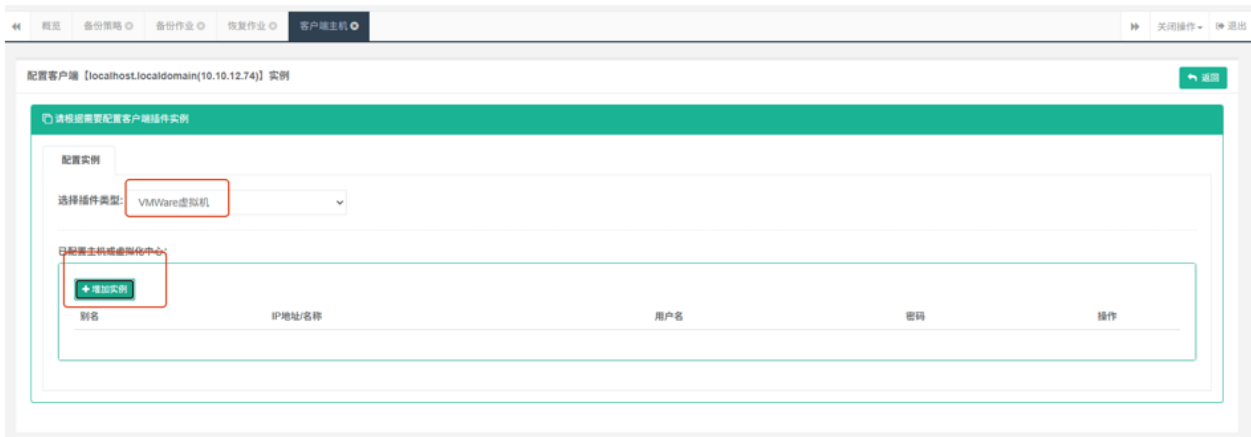 概览 备份策略 备份作业 恢复作业 客户端主机 关闭操作 退出
配置客户端【localhost.localdomain(10.10.12.74)】实例 返回
请根据需要配置客户端插件实例
配置实例
选择插件类型: VMWare虚拟机
已配置主机或虚拟化中心:
+增加实例
别名 IP地址/名称 用户名 密码 操作